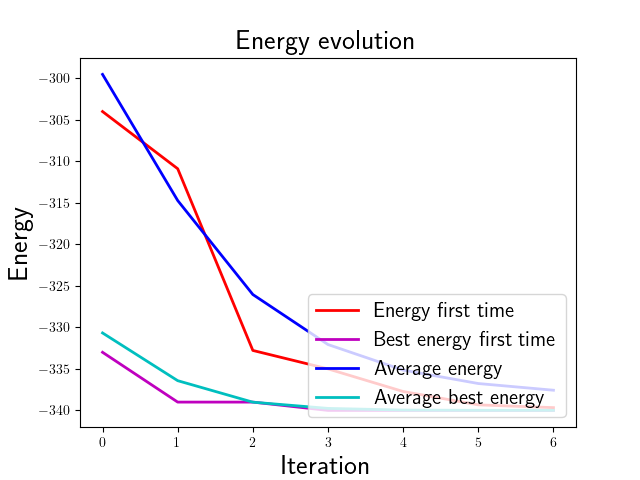 Energy evolution
Energy
−300
−305
−310
−315
−320
−325
−330
−335
−340
Energy first time
Best energy first time
Average energy
Average best energy
0 1 2 3 4 5 6
Iteration